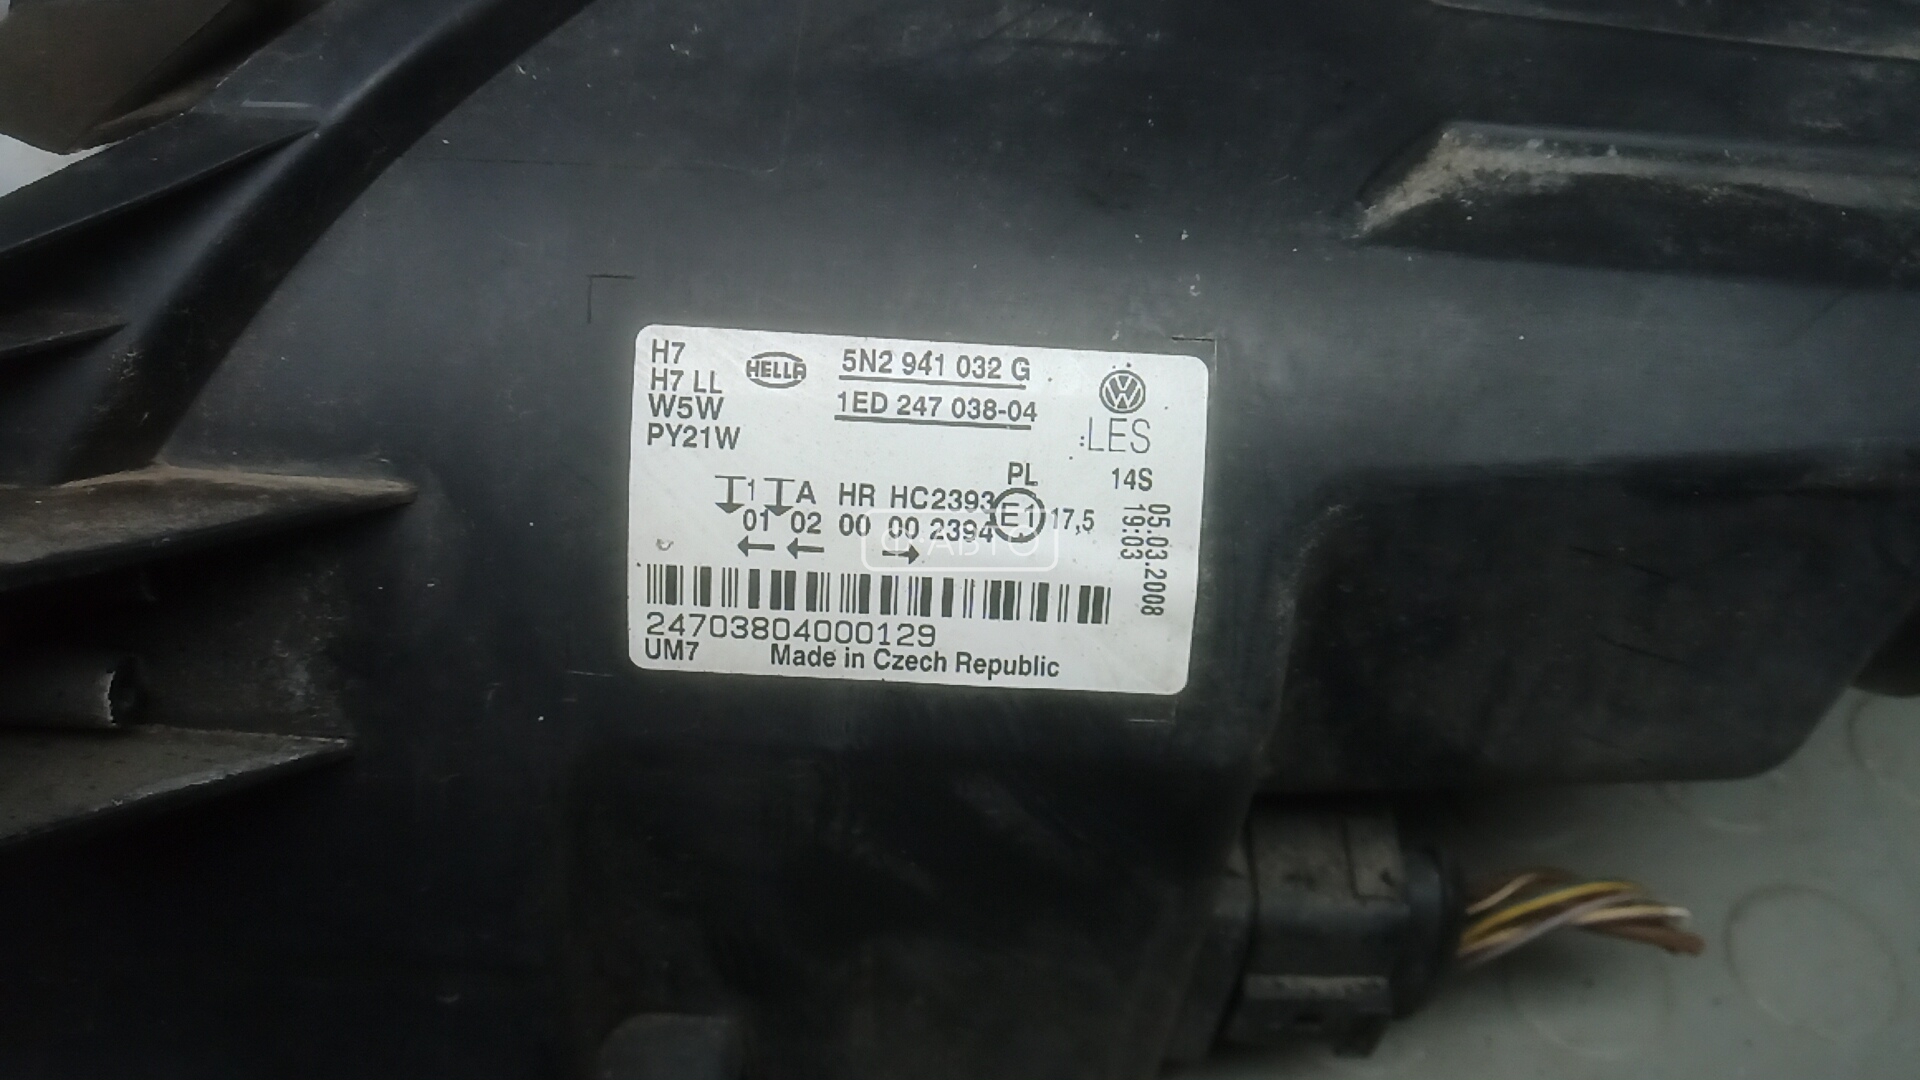 H7
H7 LL
W5W
PY21W
HELLA
5N2 941 032 G
1ED 247 038-04
LES
PL
14S
1 A HR HC2393
01 02 00 00 2394
E1 17,5
05.03.2008
19:03
24703804000129
UM7
Made in Czech Republic